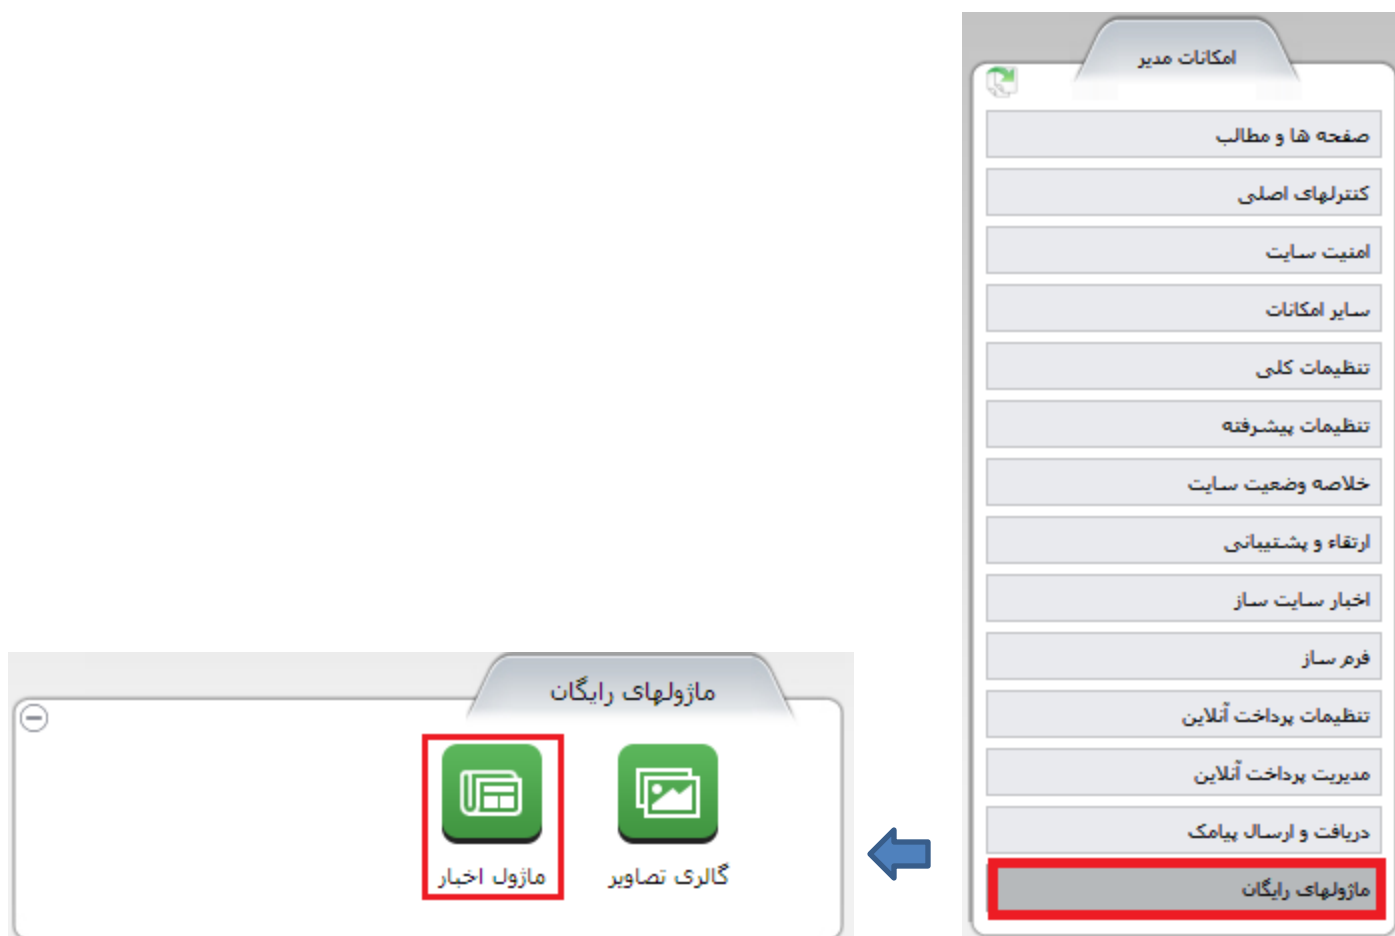 امکانات مدیر
صفحه ها و مطالب
کنترلهای اصلی
امنیت سایت
سایر امکانات
تنظیمات کلی
تنظیمات پیشرفته
خلاصه وضعیت سایت
ارتقاء و پشتیبانی
اخبار سایت ساز
فرم ساز
تنظیمات پرداخت آنلاین
مدیریت پرداخت آنلاین
دریافت و ارسال پیامک
ماژولهای رایگان
ماژولهای رایگان
گالری تصاویر
ماژول اخبار